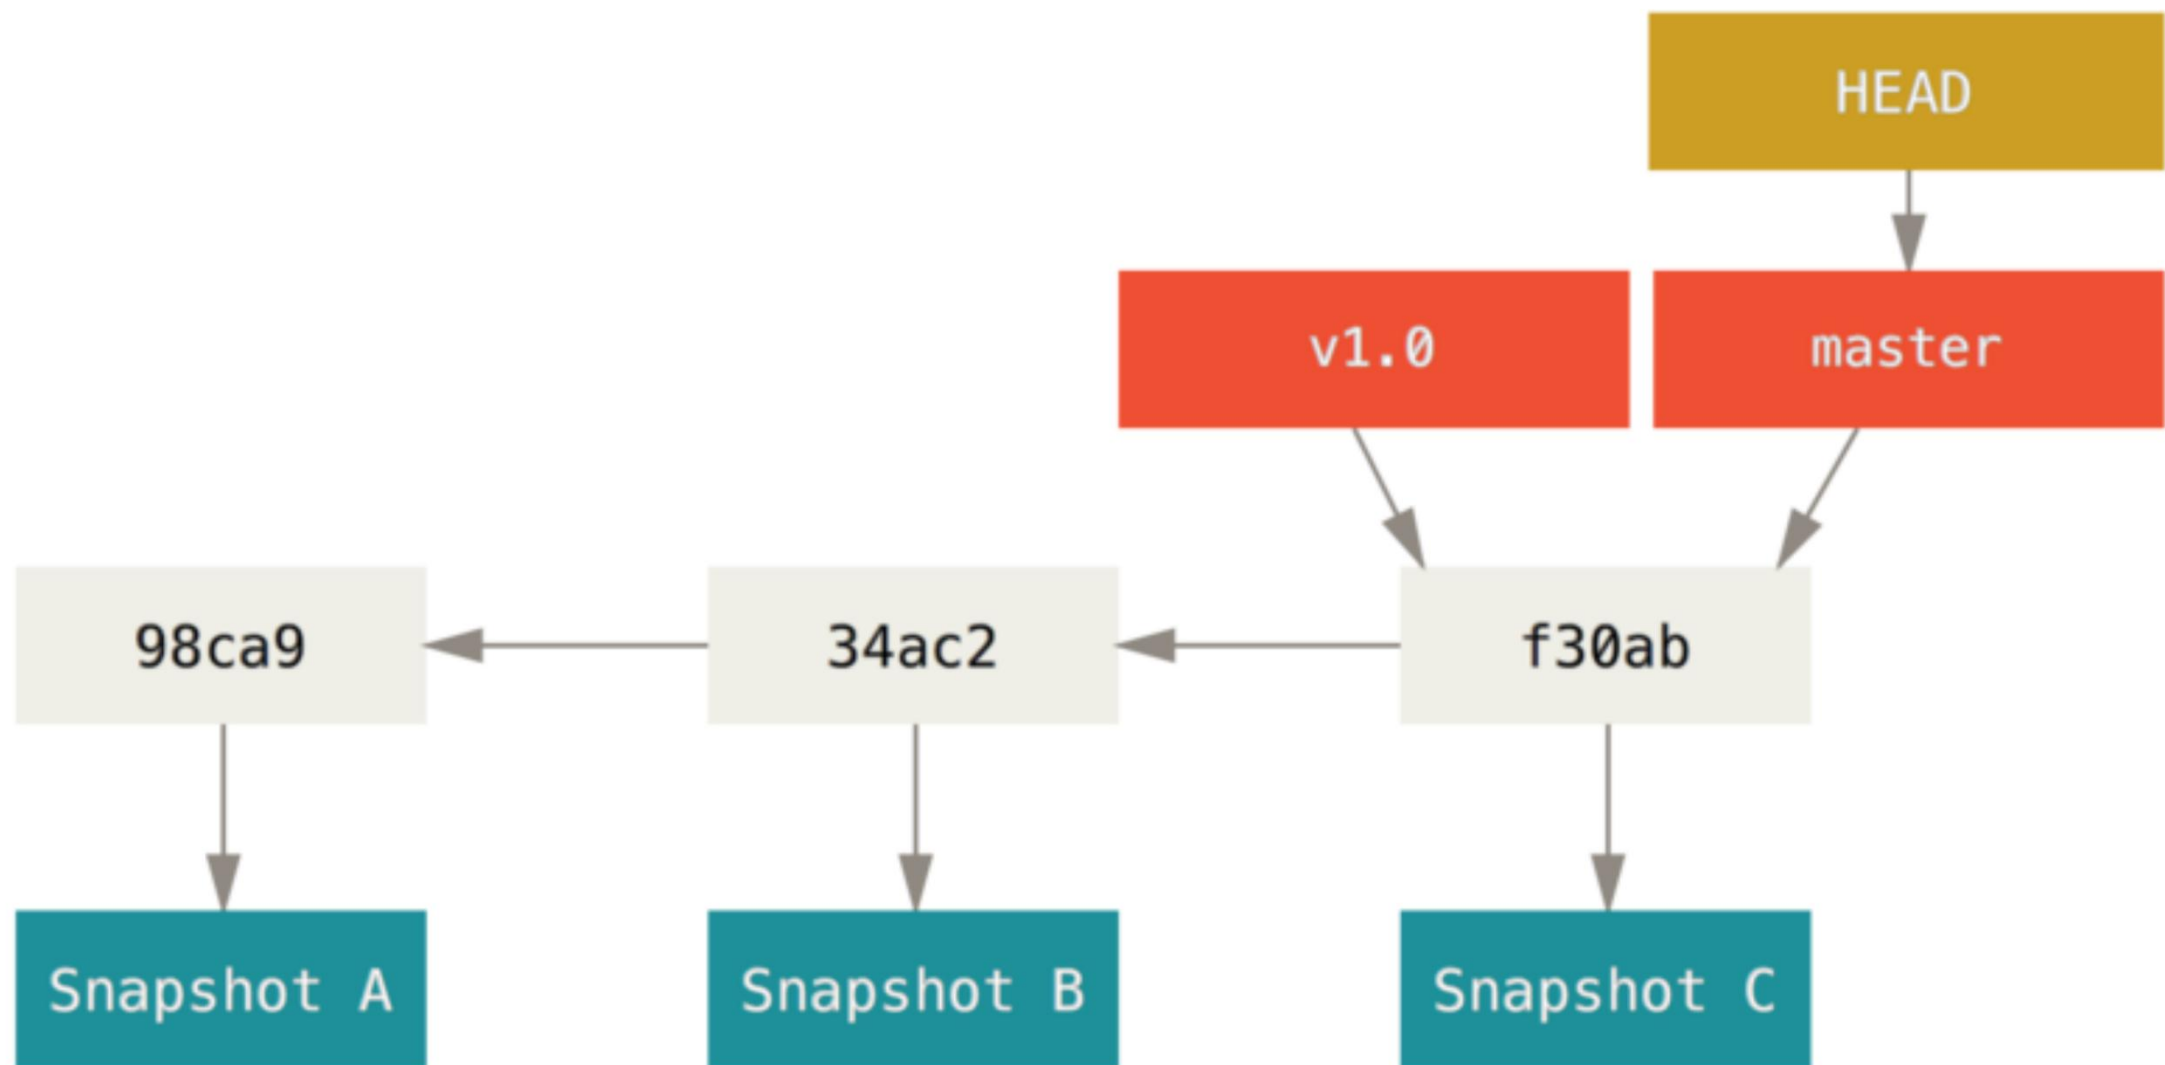 HEAD
v1.0
master
98ca9
34ac2
f30ab
Snapshot A
Snapshot B
Snapshot C